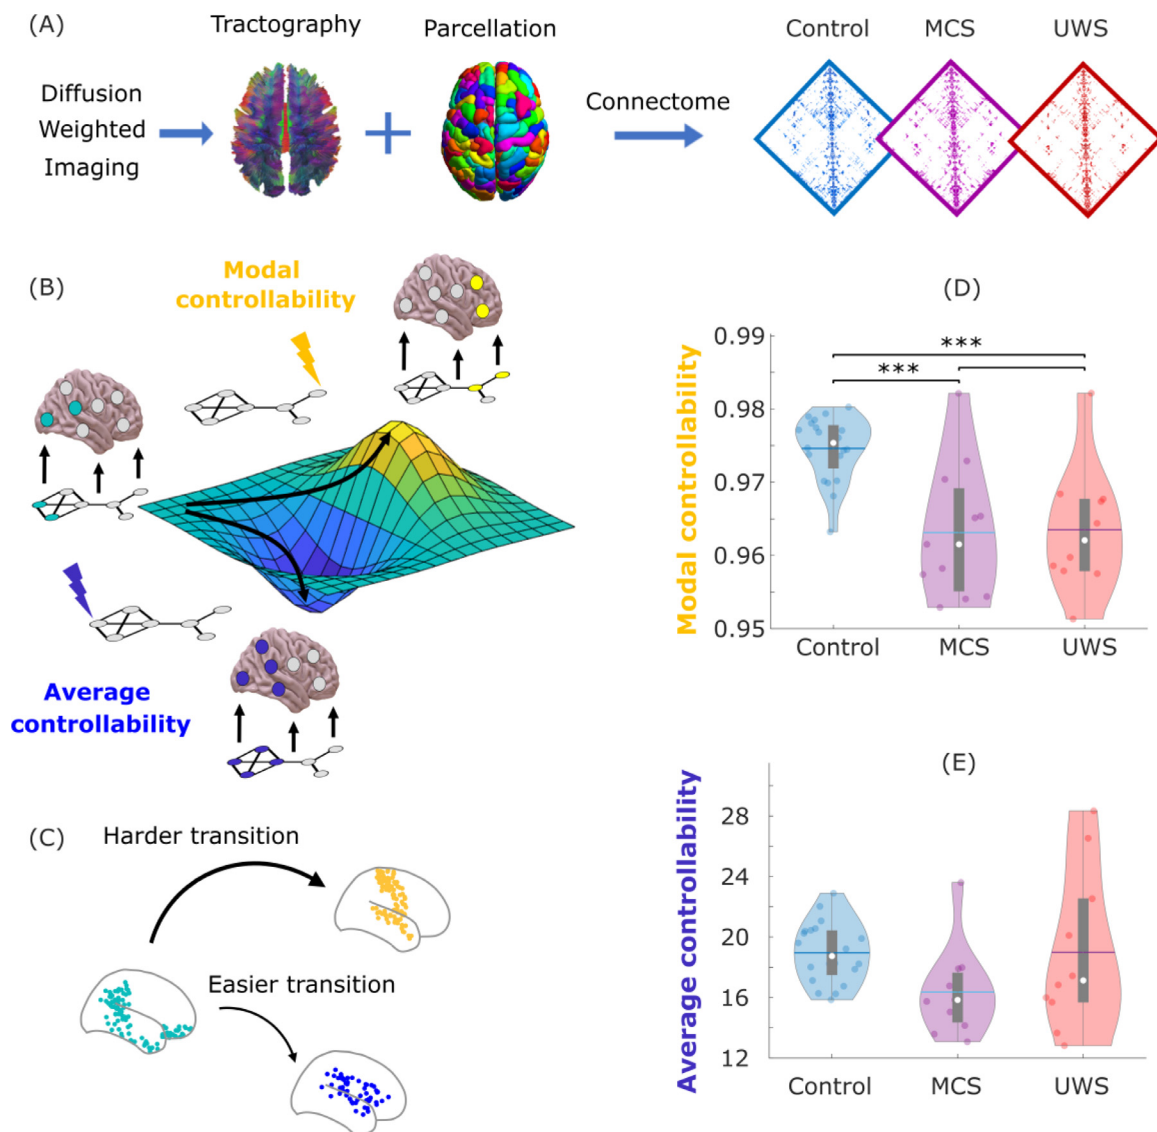 (A)
Tractography
Parcellation
Control
MCS
UWS
Diffusion
Weighted
Imaging
Connectome
(B)
Modal
controllability
Average
controllability
(C)
Harder transition
Easier transition
(D)
Modal controllability
0.99
0.98
0.97
0.96
0.95
***
***
Control
MCS
UWS
(E)
Average controllability
28
24
20
16
12
Control
MCS
UWS